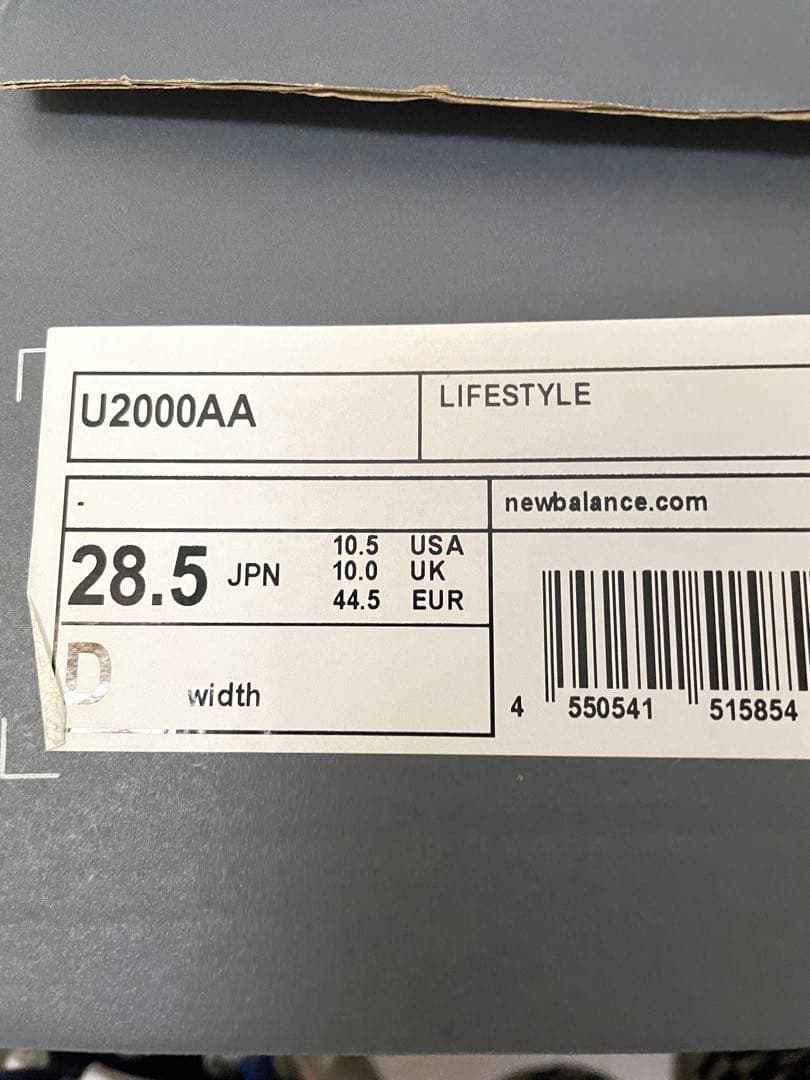 U2000AA
LIFESTYLE
-
newbalance.com
28.5 JPN
10.5 USA
10.0 UK
44.5 EUR
D width
4 550541 515854